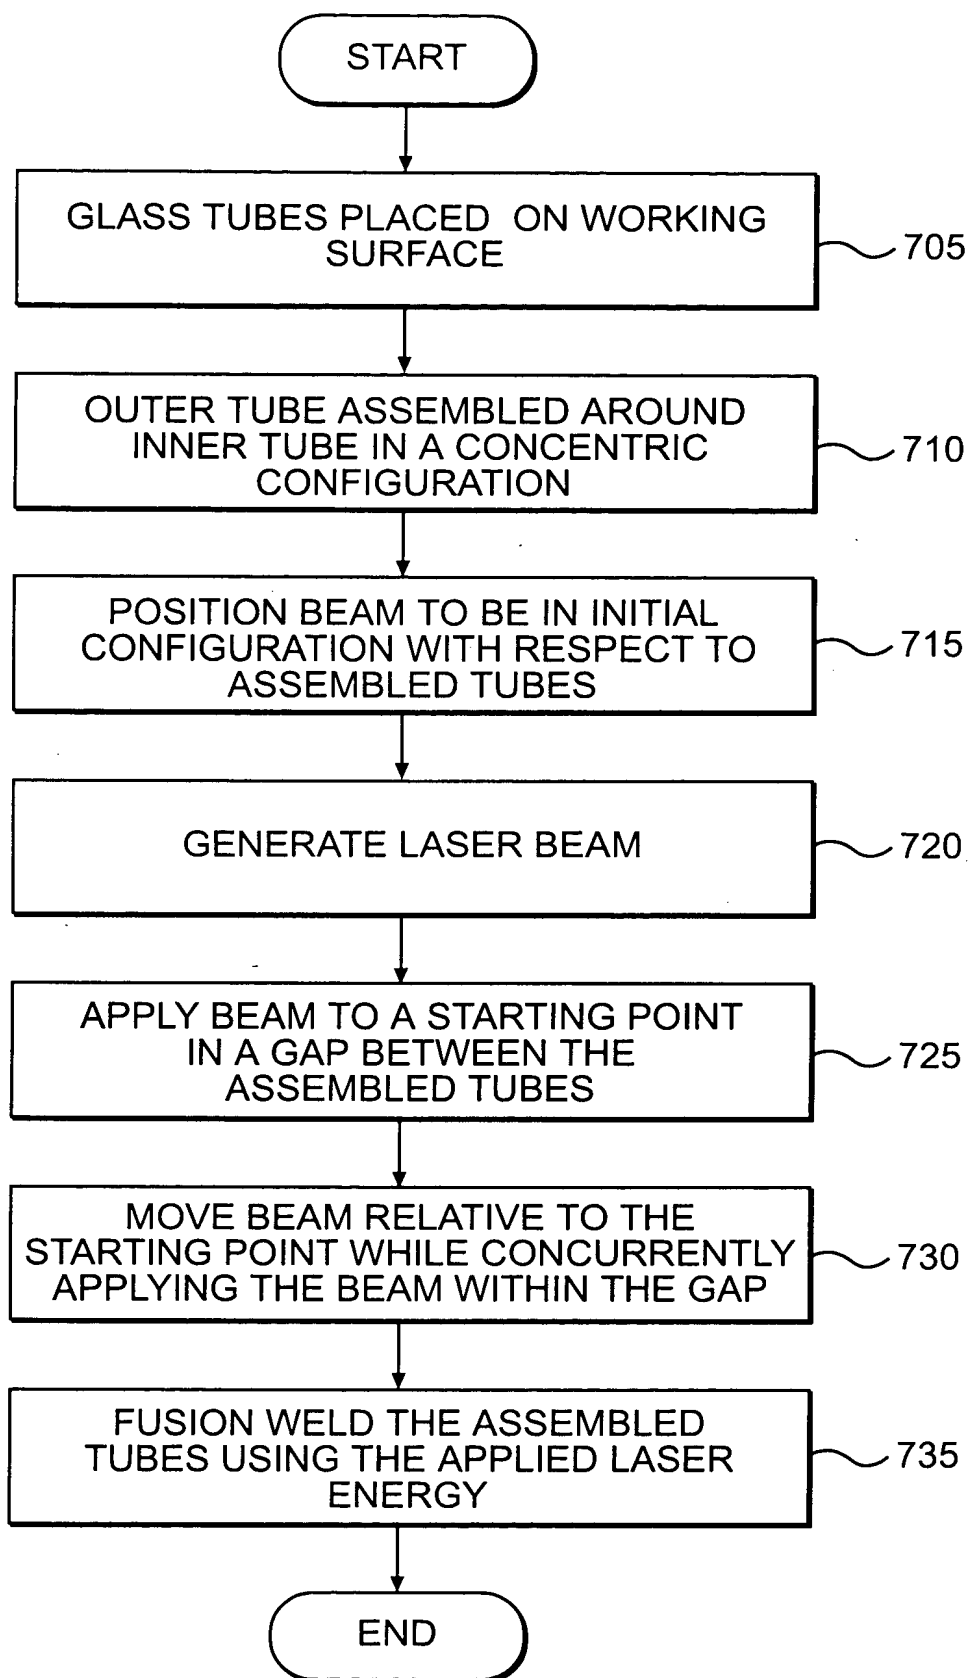 START
GLASS TUBES PLACED ON WORKING
SURFACE
705
OUTER TUBE ASSEMBLED AROUND
INNER TUBE IN A CONCENTRIC
CONFIGURATION
710
POSITION BEAM TO BE IN INITIAL
CONFIGURATION WITH RESPECT TO
ASSEMBLED TUBES
715
GENERATE LASER BEAM
720
APPLY BEAM TO A STARTING POINT
IN A GAP BETWEEN THE
ASSEMBLED TUBES
725
MOVE BEAM RELATIVE TO THE
STARTING POINT WHILE CONCURRENTLY
APPLYING THE BEAM WITHIN THE GAP
730
FUSION WELD THE ASSEMBLED
TUBES USING THE APPLIED LASER
ENERGY
735
END